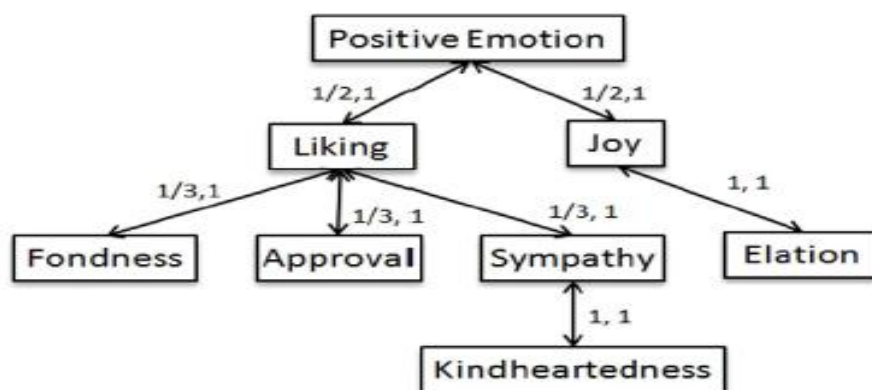 Positive Emotion
1/2,1
1/2,1
Liking
Joy
1/3,1
1/3, 1
1/3, 1
1, 1
Fondness
Approval
Sympathy
Elation
1, 1
Kindheartedness